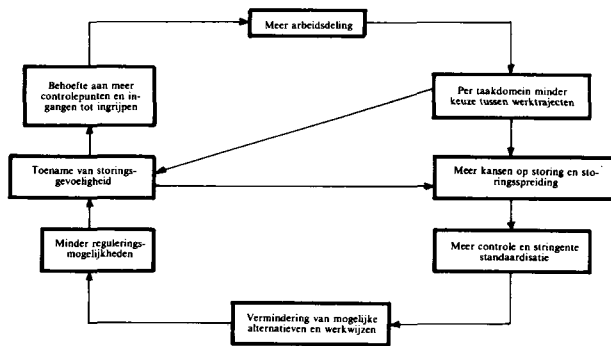 Meer arbeidsdeling
Behoefte aan meer
controlepunten en in-
gangen tot ingrijpen
Per taakdomein minder
keuze tussen werktrajecten
Toename van storings-
gevoeligheid
Meer kansen op storing en sto-
ringsspreiding
Minder regulerings-
mogelijkheden
Meer controle en stringente
standaardisatie
Vermindering van mogelijke
alternatieven en werkwijzen